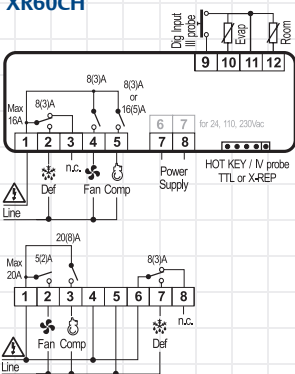 XR60CH
Dig Input
III probe
Evap
Room
9 10 11 12
8(3)A
8(3)A
or
16(5)A
8(3)A
Max
16A
6 7 for 24, 110, 230Vac
1 2 3 4 5 7 8
n.c.
Def Fan Comp
Power
Supply
HOT KEY / IV probe
TTL or X-REP
Line
20(8)A
Max
20A
5(2)A
8(3)A
1 2 3 4 5 6 7 8
n.c.
Fan Comp Def
Line